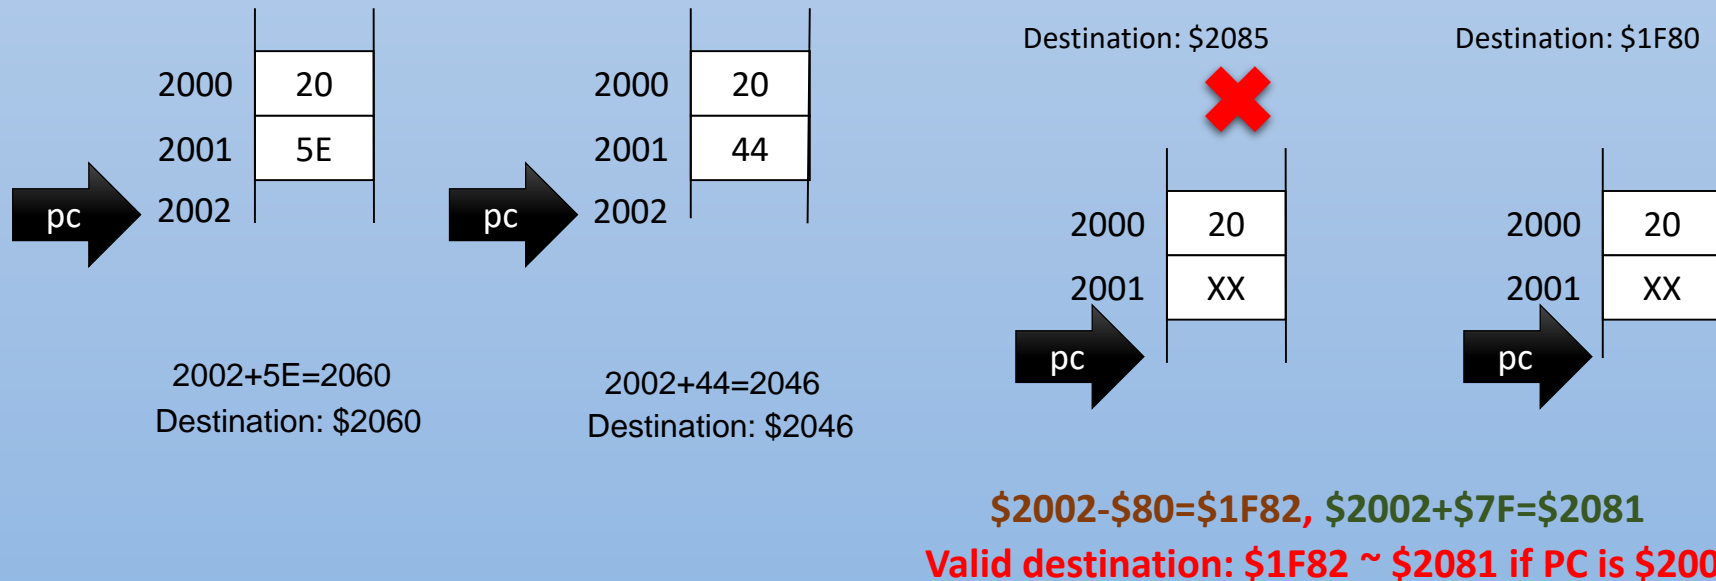 2000 20
2001 5E
pc 2002
2002+5E=2060
Destination: $2060
2000 20
2001 44
pc 2002
2002+44=2046
Destination: $2046
Destination: $2085
2000 20
2001 XX
pc
Destination: $1F80
2000 20
2001 XX
pc
$2002-$80=$1F82, $2002+$7F=$2081
Valid destination: $1F82 ~ $2081 if PC is $200